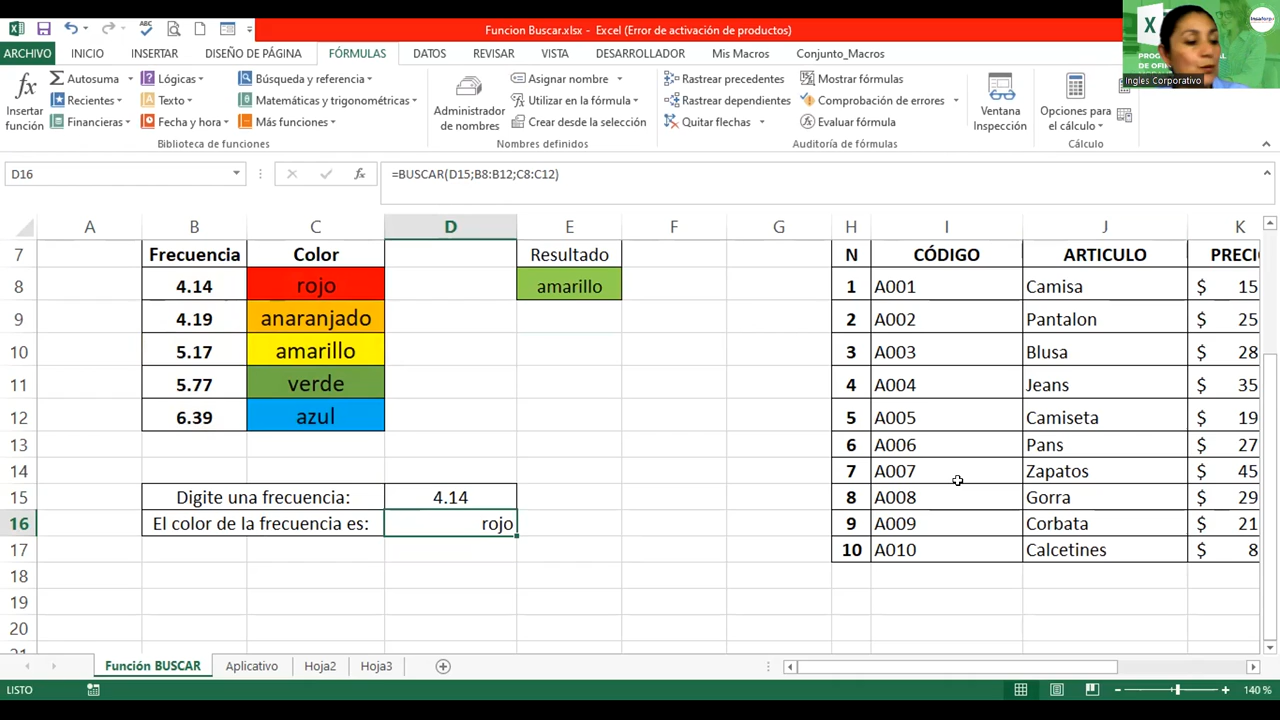 Funcion Buscar.xlsx - Excel (Error de activación de productos)
ARCHIVO INICIO INSERTAR DISEÑO DE PÁGINA FÓRMULAS DATOS REVISAR VISTA DESARROLLADOR Mis Macros Conjunto_Macros
Ingles Corporativo
Insertar función
Autosuma Lógicas Búsqueda y referencia
Recientes Texto Matemáticas y trigonométricas
Financieras Fecha y hora Más funciones
Biblioteca de funciones
Administrador de nombres
Asignar nombre
Utilizar en la fórmula
Crear desde la selección
Nombres definidos
Rastrear precedentes Mostrar fórmulas
Rastrear dependientes Comprobación de errores
Quitar flechas Evaluar fórmula
Auditoría de fórmulas
Ventana Inspección
Opciones para el cálculo
Cálculo
D16 fx =BUSCAR(D15;B8:B12;C8:C12)
A B C D E F G H I J K
7 Frecuencia Color Resultado N CÓDIGO ARTICULO PRECI
8 4.14 rojo amarillo 1 A001 Camisa $ 15
9 4.19 anaranjado 2 A002 Pantalon $ 25
10 5.17 amarillo 3 A003 Blusa $ 28
11 5.77 verde 4 A004 Jeans $ 35
12 6.39 azul 5 A005 Camiseta $ 19
13 6 A006 Pans $ 27
14 7 A007 Zapatos $ 45
15 Digite una frecuencia: 4.14 8 A008 Gorra $ 29
16 El color de la frecuencia es: rojo 9 A009 Corbata $ 21
17 10 A010 Calcetines $ 8
18
19
20
Función BUSCAR Aplicativo Hoja2 Hoja3
LISTO 140 %